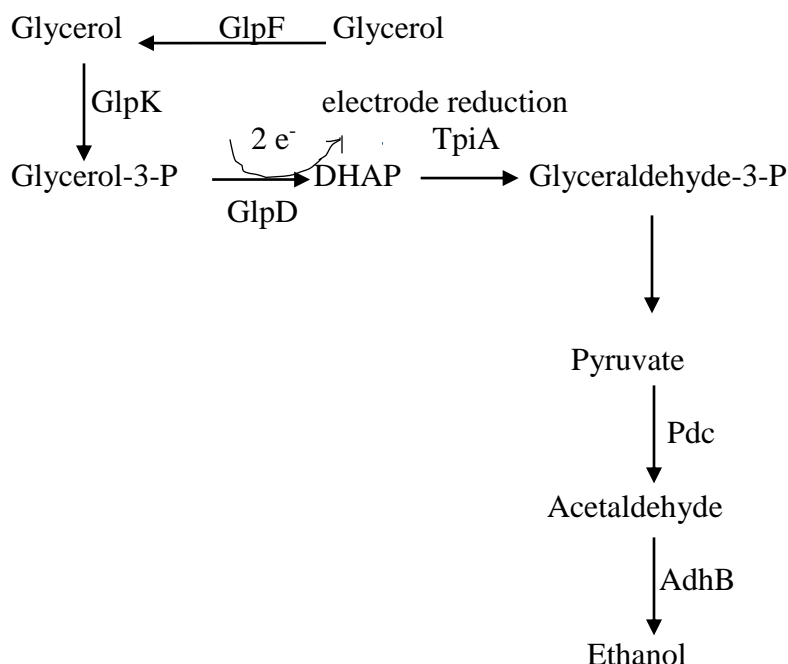 Glycerol GlpF Glycerol
GlpK
electrode reduction
2 e⁻ TpiA
Glycerol-3-P DHAP Glyceraldehyde-3-P
GlpD
Pyruvate
Pdc
Acetaldehyde
AdhB
Ethanol